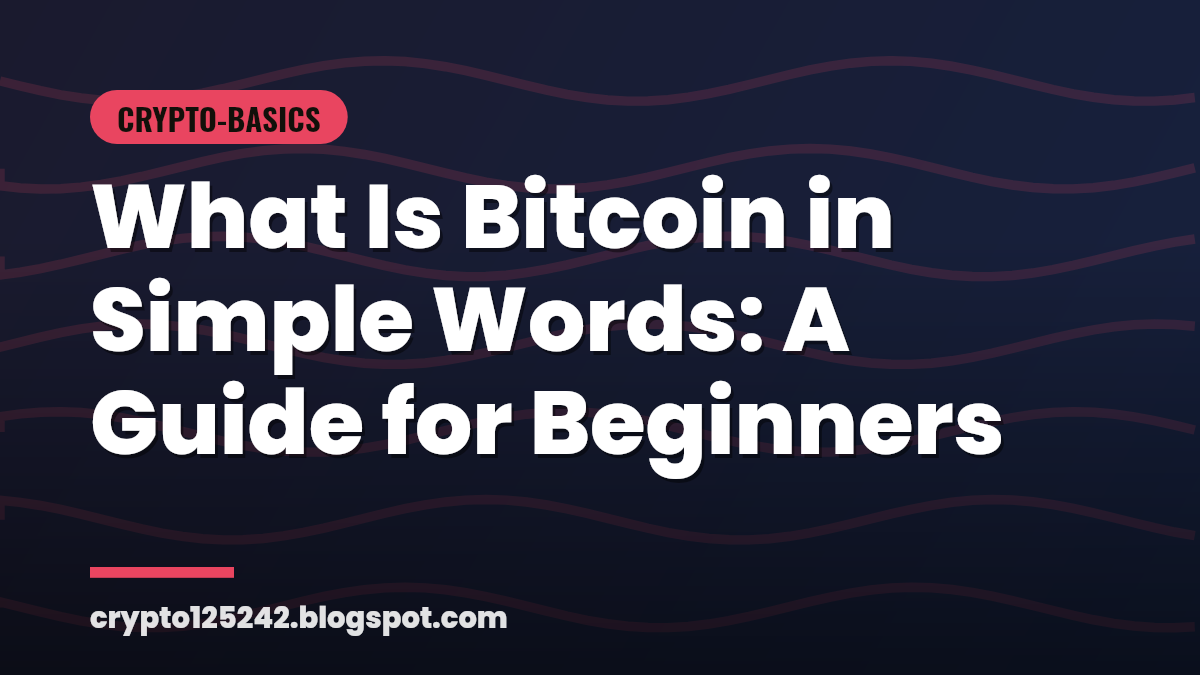 CRYPTO-BASICS
What Is Bitcoin in
Simple Words: A
Guide for Beginners
crypto125242.blogspot.com